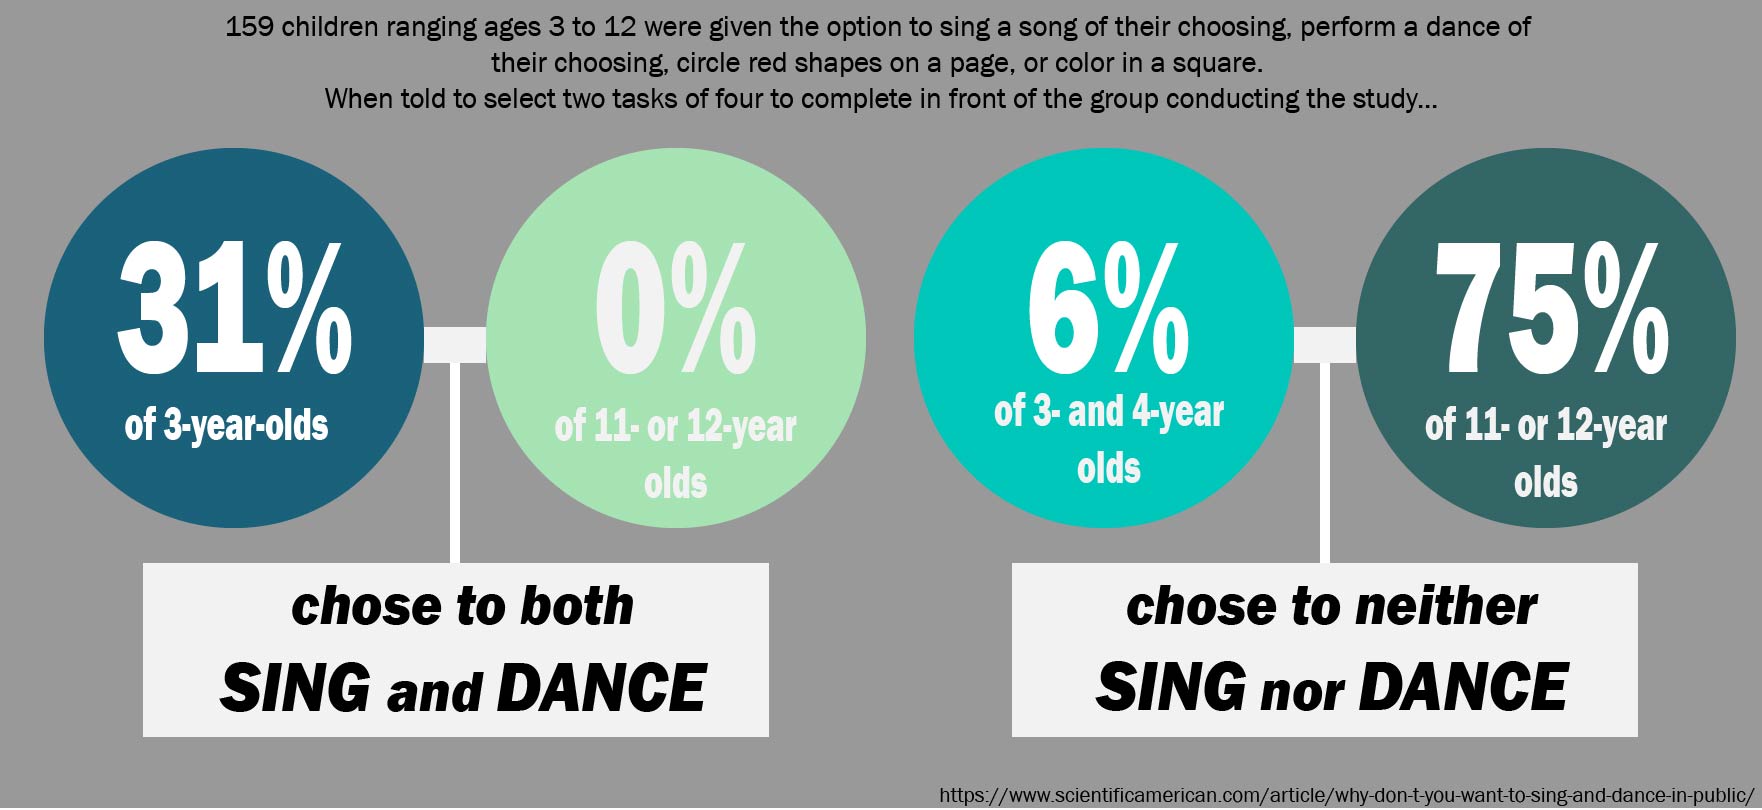 159 children ranging ages 3 to 12 were given the option to sing a song of their choosing, perform a dance of
their choosing, circle red shapes on a page, or color in a square.
When told to select two tasks of four to complete in front of the group conducting the study...
31%
of 3-year-olds
0%
of 11- or 12-year
olds
chose to both
SING and DANCE
6%
of 3- and 4-year
olds
75%
of 11- or 12-year
olds
chose to neither
SING nor DANCE
https://www.scientificamerican.com/article/why-don-t-you-want-to-sing-and-dance-in-public/